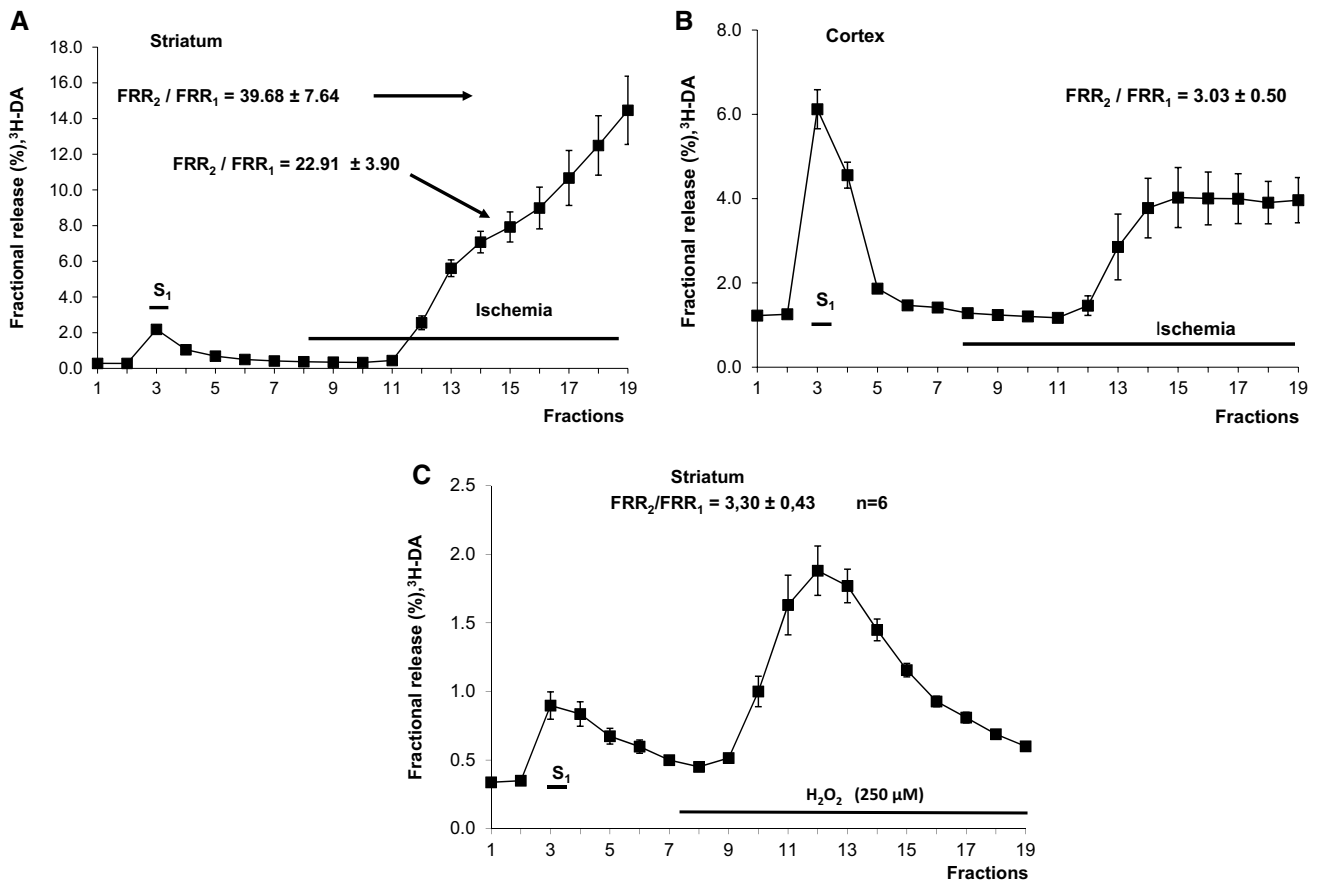 A
Striatum
Fractional release (%),³H-DA
18.0
16.0
14.0
12.0
10.0
8.0
6.0
4.0
2.0
0.0
FRR₂ / FRR₁ = 39.68 ± 7.64
FRR₂ / FRR₁ = 22.91 ± 3.90
S₁
Ischemia
1 3 5 7 9 11 13 15 17 19
Fractions
B
Cortex
Fractional release (%),³H-DA
8.0
6.0
4.0
2.0
0.0
FRR₂ / FRR₁ = 3.03 ± 0.50
S₁
Ischemia
1 3 5 7 9 11 13 15 17 19
Fractions
C
Striatum
FRR₂/FRR₁ = 3,30 ± 0,43 n=6
Fractional release (%),³H-DA
2.5
2.0
1.5
1.0
0.5
0.0
S₁
H₂O₂ (250 µM)
1 3 5 7 9 11 13 15 17 19
Fractions